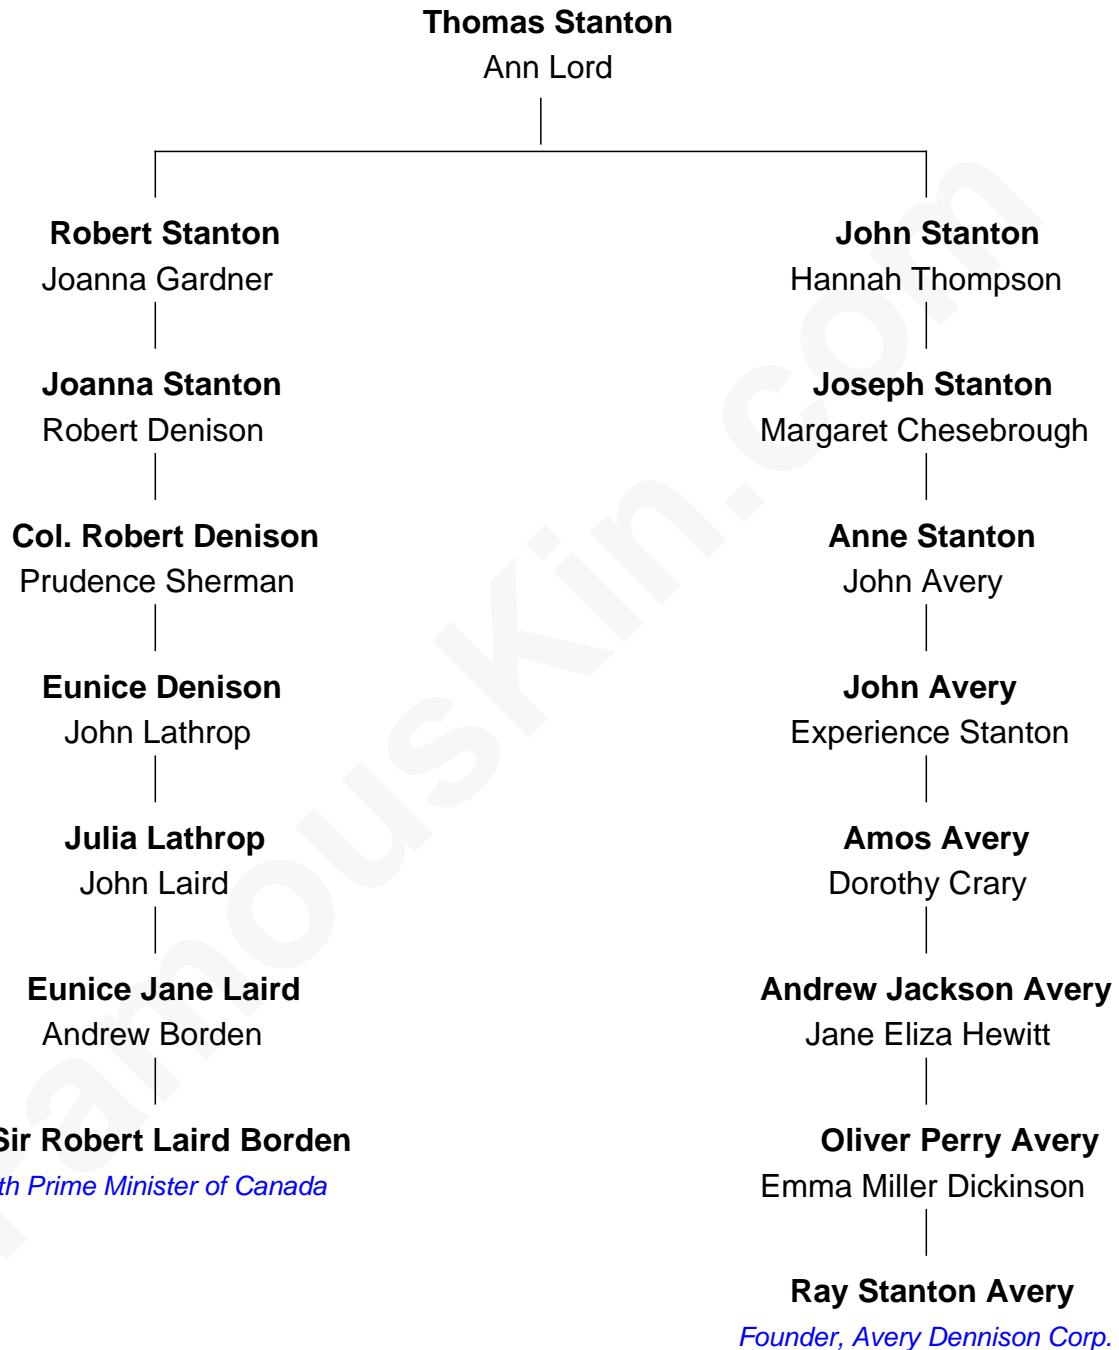 Thomas Stanton
Ann Lord
Robert Stanton
Joanna Gardner
John Stanton
Hannah Thompson
Joanna Stanton
Robert Denison
Joseph Stanton
Margaret Chesebrough
Col. Robert Denison
Prudence Sherman
Anne Stanton
John Avery
Eunice Denison
John Lathrop
John Avery
Experience Stanton
Julia Lathrop
John Laird
Amos Avery
Dorothy Crary
Eunice Jane Laird
Andrew Borden
Andrew Jackson Avery
Jane Eliza Hewitt
Sir Robert Laird Borden
th Prime Minister of Canada
Oliver Perry Avery
Emma Miller Dickinson
Ray Stanton Avery
Founder, Avery Dennison Corp.
FamousKin.com